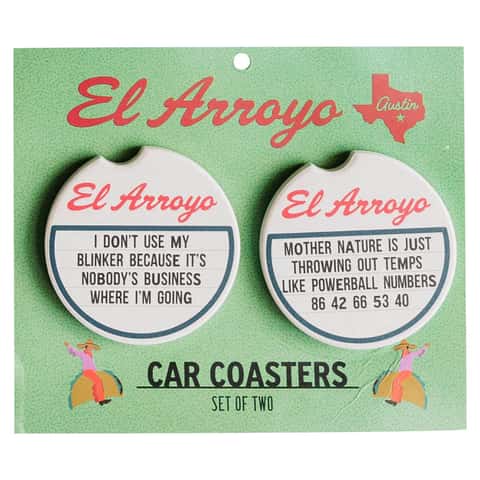 El Arroyo
Austin
El Arroyo
I DON'T USE MY
BLINKER BECAUSE IT'S
NOBODY'S BUSINESS
WHERE I'M GOING
El Arroyo
MOTHER NATURE IS JUST
THROWING OUT TEMPS
LIKE POWERBALL NUMBERS
86 42 66 53 40
CAR COASTERS
SET OF TWO